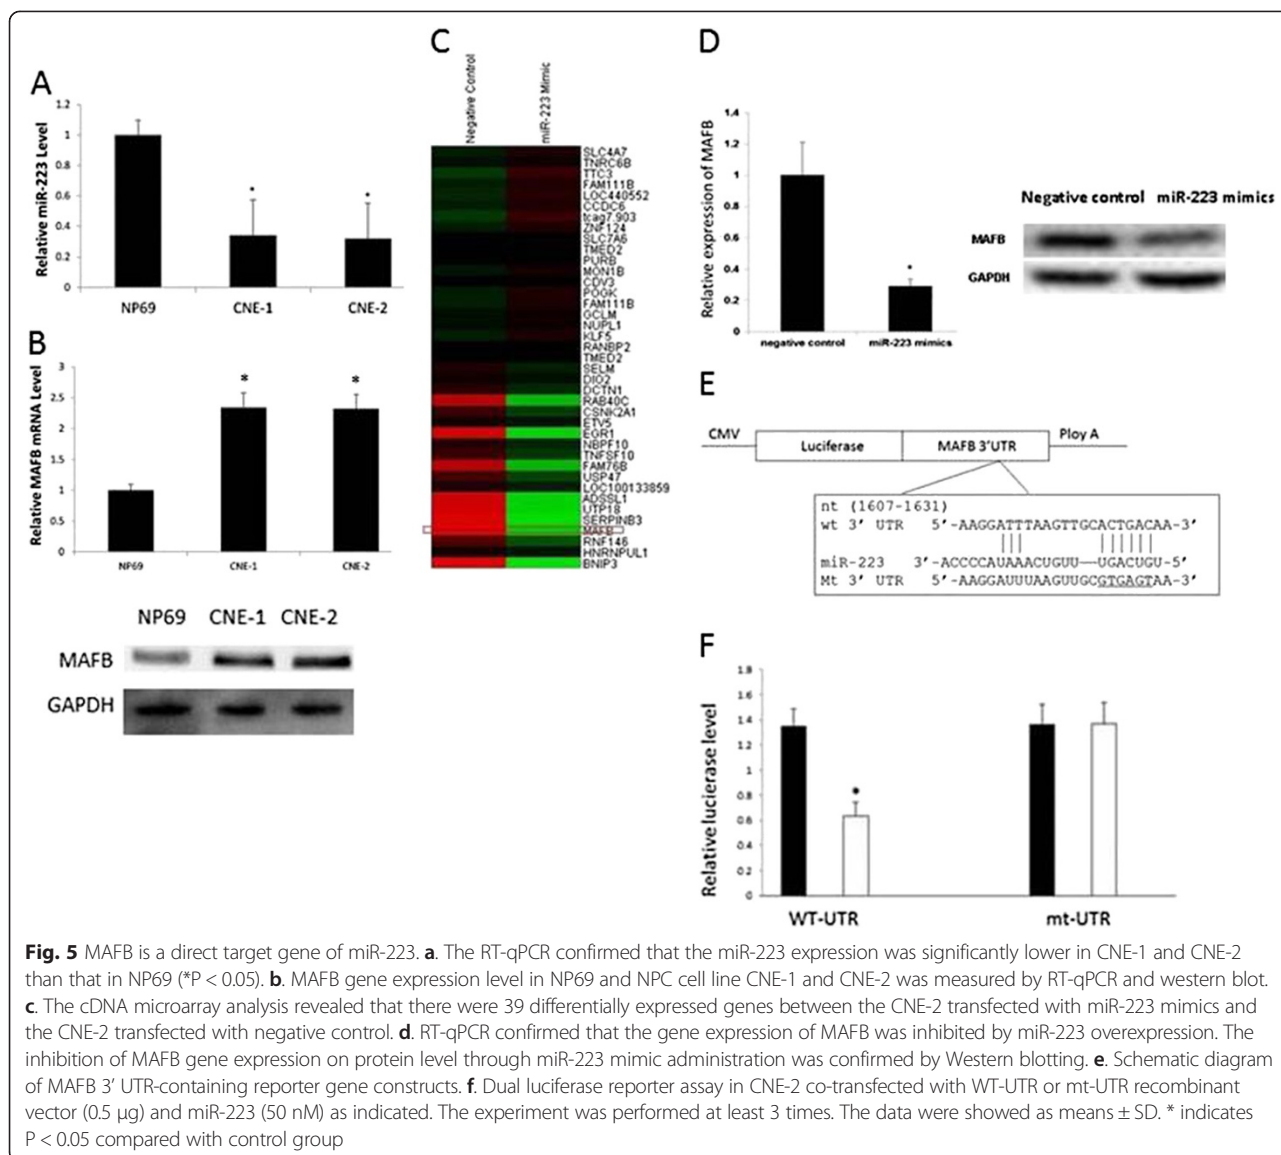 A
Relative miR-223 Level
1.2
1
0.8
0.6
0.4
0.2
0
*
*
NP69
CNE-1
CNE-2
B
Relative MAFB mRNA Level
3
2.5
2
1.5
1
0.5
0
*
*
NP69
CNE-1
CNE-2
NP69 CNE-1 CNE-2
MAFB
GAPDH
C
Negative Control
miR-223 Mimic
SLC4A7
TNRC6B
TTC3
FAM111B
LOC440552
CCDC6
tcag7.903
ZNF124
SLC7A6
TMED2
PURB
MON1B
CDV3
POGK
FAM111B
GCLM
NUPL1
KLF5
RANBP2
TMED2
SELM
DIO2
DCTN1
RAB40C
CSNK2A1
ETV5
EGR1
NBPF10
TNFSF10
FAM76B
USP47
LOC100133859
ADSSL1
UTP18
SERPINB3
MAFB
RNF146
HNRNPUL1
BNIP3
D
Relative expression of MAFB
1.4
1.2
1
0.8
0.6
0.4
0.2
0
*
negative control
miR-223 mimics
Negative control miR-223 mimics
MAFB
GAPDH
E
CMV
Luciferase
MAFB 3'UTR
Ploy A
nt (1607-1631)
wt 3' UTR 5'-AAGGATTTAAGTTGCACTGACAA-3'
miR-223 3'-ACCCCAUAAACUGUU—UGACUGU-5'
Mt 3' UTR 5'-AAGGAUUUAAGUUGCGTGAGTAA-3'
F
Relative lucierase level
1.8
1.6
1.4
1.2
1
0.8
0.6
0.4
0.2
0
*
WT-UTR
mt-UTR
Fig. 5 MAFB is a direct target gene of miR-223. a. The RT-qPCR confirmed that the miR-223 expression was significantly lower in CNE-1 and CNE-2
than that in NP69 (*P < 0.05). b. MAFB gene expression level in NP69 and NPC cell line CNE-1 and CNE-2 was measured by RT-qPCR and western blot.
c. The cDNA microarray analysis revealed that there were 39 differentially expressed genes between the CNE-2 transfected with miR-223 mimics and
the CNE-2 transfected with negative control. d. RT-qPCR confirmed that the gene expression of MAFB was inhibited by miR-223 overexpression. The
inhibition of MAFB gene expression on protein level through miR-223 mimic administration was confirmed by Western blotting. e. Schematic diagram
of MAFB 3' UTR-containing reporter gene constructs. f. Dual luciferase reporter assay in CNE-2 co-transfected with WT-UTR or mt-UTR recombinant
vector (0.5 μg) and miR-223 (50 nM) as indicated. The experiment was performed at least 3 times. The data were showed as means ± SD. * indicates
P < 0.05 compared with control group